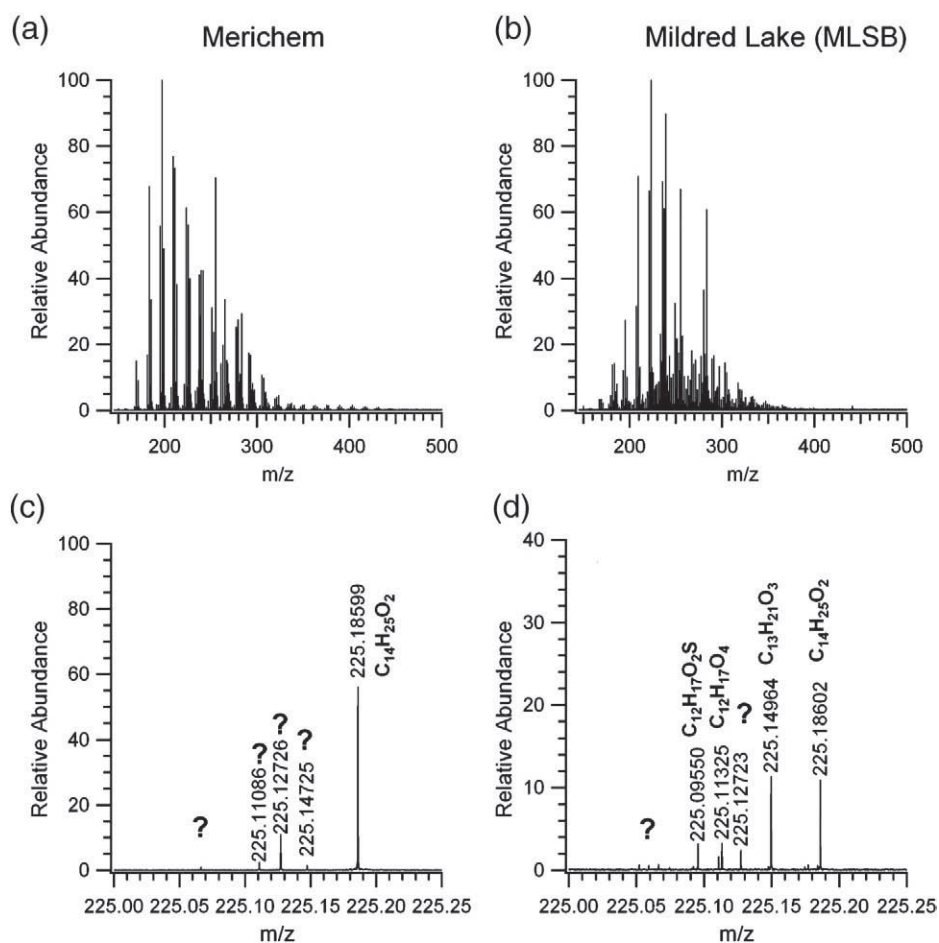 (a) Merichem
Relative Abundance
100
80
60
40
20
0
200 300 400 500
m/z
(b) Mildred Lake (MLSB)
Relative Abundance
100
80
60
40
20
0
200 300 400 500
m/z
(c)
Relative Abundance
100
80
60
40
20
0
?
225.11086 ?
225.12726 ?
225.14725 ?
225.18599
C14H25O2
225.00 225.05 225.10 225.15 225.20 225.25
m/z
(d)
Relative Abundance
40
30
20
10
0
?
225.09550 C12H17O2S
225.11325 C12H17O4
225.12723 ?
225.14964 C13H21O3
225.18602 C14H25O2
225.00 225.05 225.10 225.15 225.20 225.25
m/z